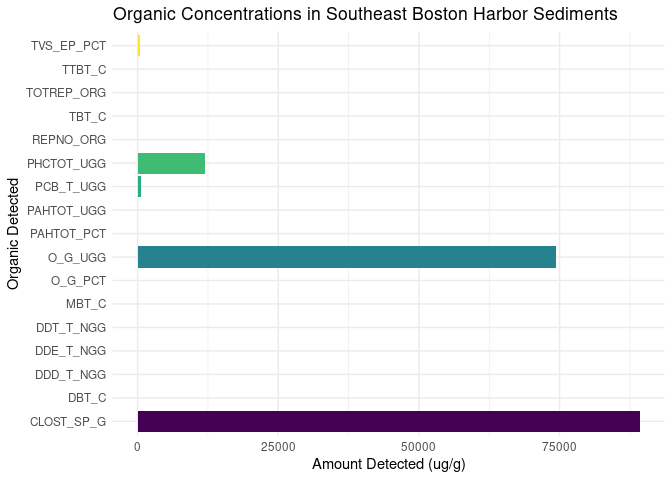 Organic Concentrations in Southeast Boston Harbor Sediments
Organic Detected
TVS_EP_PCT
TTBT_C
TOTREP_ORG
TBT_C
REPNO_ORG
PHCTOT_UGG
PCB_T_UGG
PAHTOT_UGG
PAHTOT_PCT
O_G_UGG
O_G_PCT
MBT_C
DDT_T_NGG
DDE_T_NGG
DDD_T_NGG
DBT_C
CLOST_SP_G
0 25000 50000 75000
Amount Detected (ug/g)